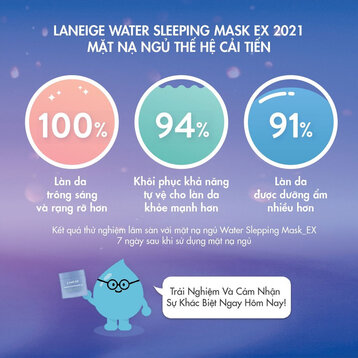 LANEIGE WATER SLEEPING MASK EX 2021
MẶT NẠ NGỦ THẾ HỆ CẢI TIẾN
100%
94%
91%
Làn da
trông sáng
và rạng rỡ hơn
Khôi phục khả năng
tự vệ cho làn da
khỏe mạnh hơn
Làn da
được dưỡng ẩm
nhiều hơn
Kết quả thử nghiệm lâm sàn với mặt nạ ngủ Water Slepping Mask_EX
7 ngày sau khi sử dụng mặt nạ ngủ
Trải Nghiệm Và Cảm Nhận
Sự Khác Biệt Ngay Hôm Nay!